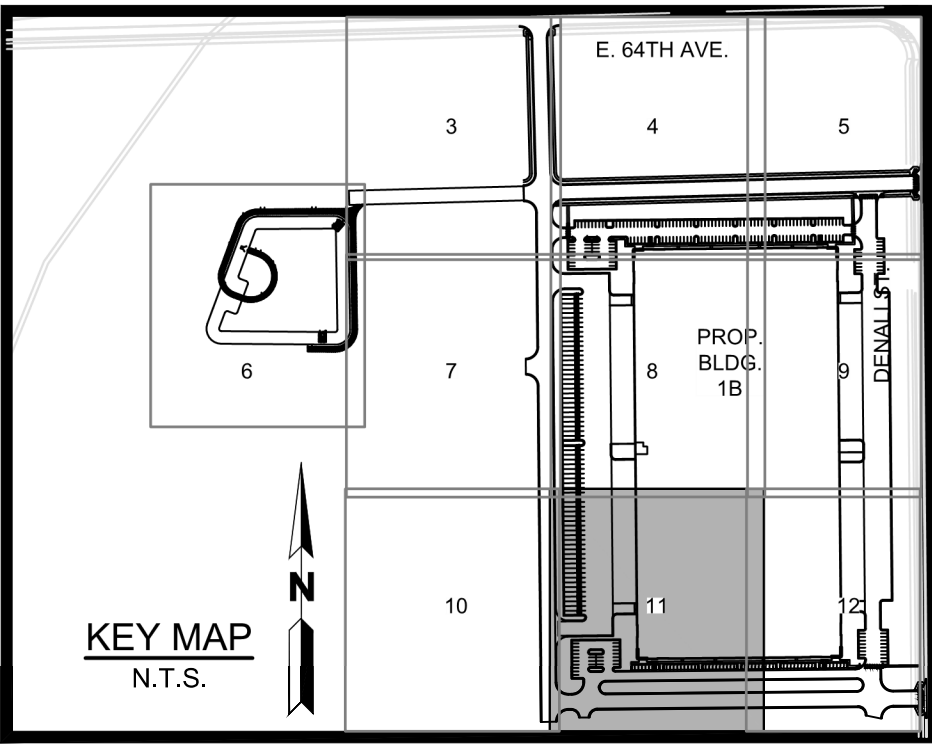 E. 64TH AVE.
3
4
5
6
7
8
PROP.
BLDG.
1B
9
DENALI ST.
10
11
12
N
KEY MAP
N.T.S.